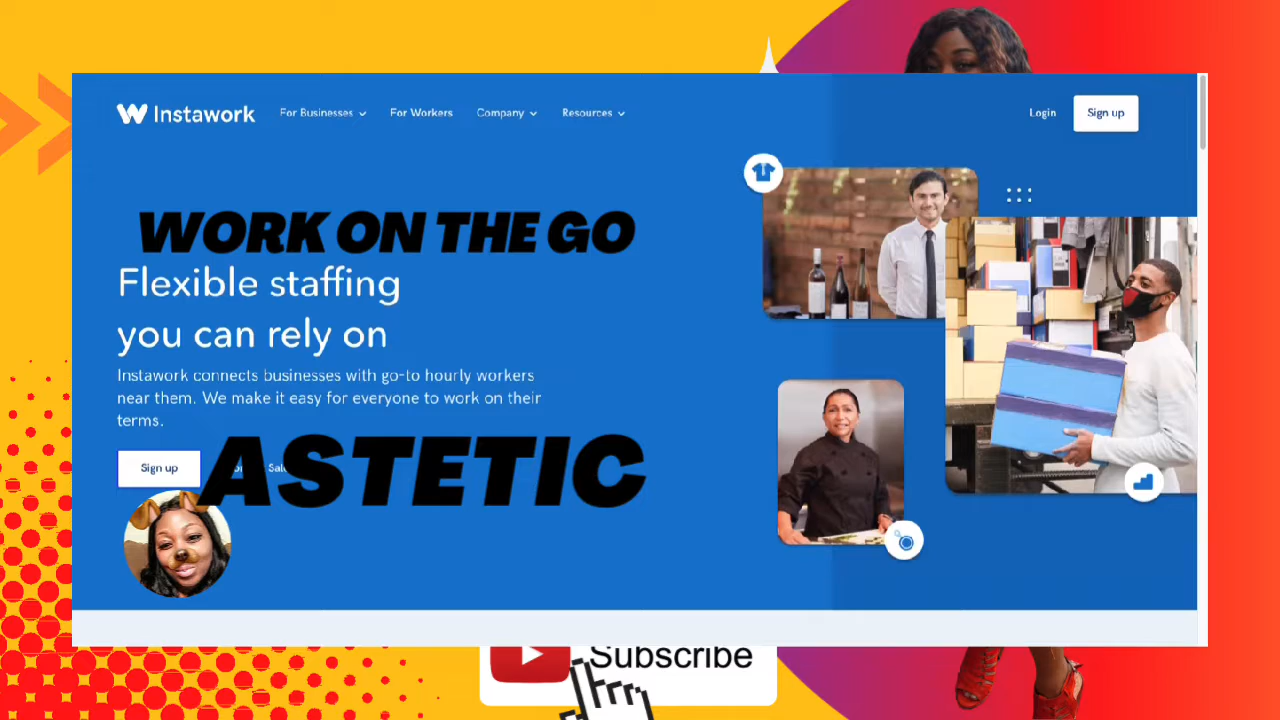 Instawork
For Businesses
For Workers
Company
Resources
Login
Sign up
WORK ON THE GO
Flexible staffing
you can rely on
Instawork connects businesses with go-to hourly workers
near them. We make it easy for everyone to work on their
terms.
ASTETIC
Sign up
Subscribe